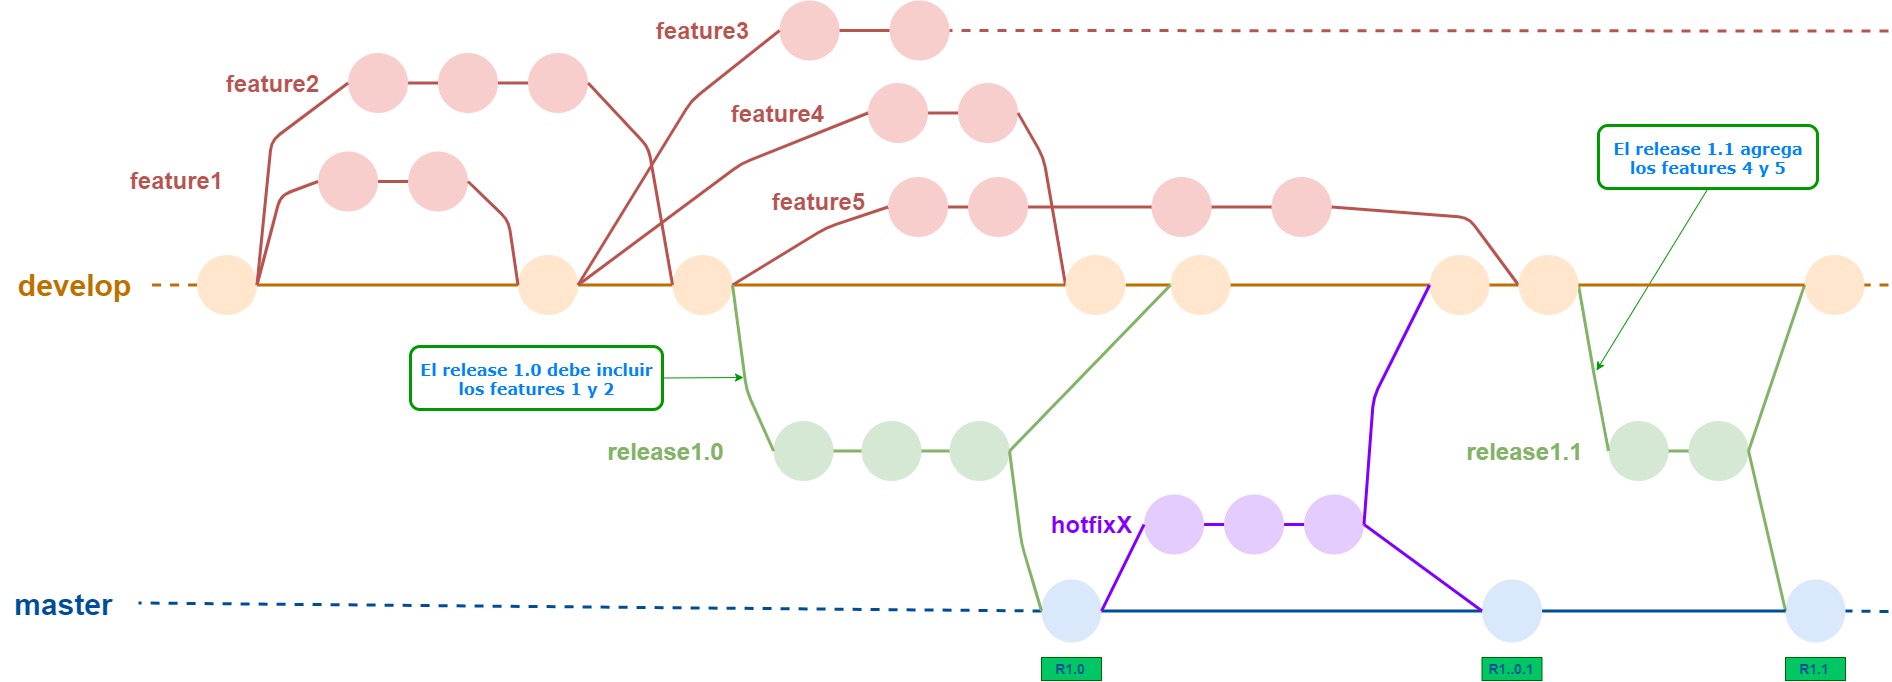 feature3
feature2
feature4
El release 1.1 agrega
los features 4 y 5
feature1
feature5
develop
El release 1.0 debe incluir
los features 1 y 2
release1.0
release1.1
hotfixX
master
R1.0
R1..0.1
R1.1